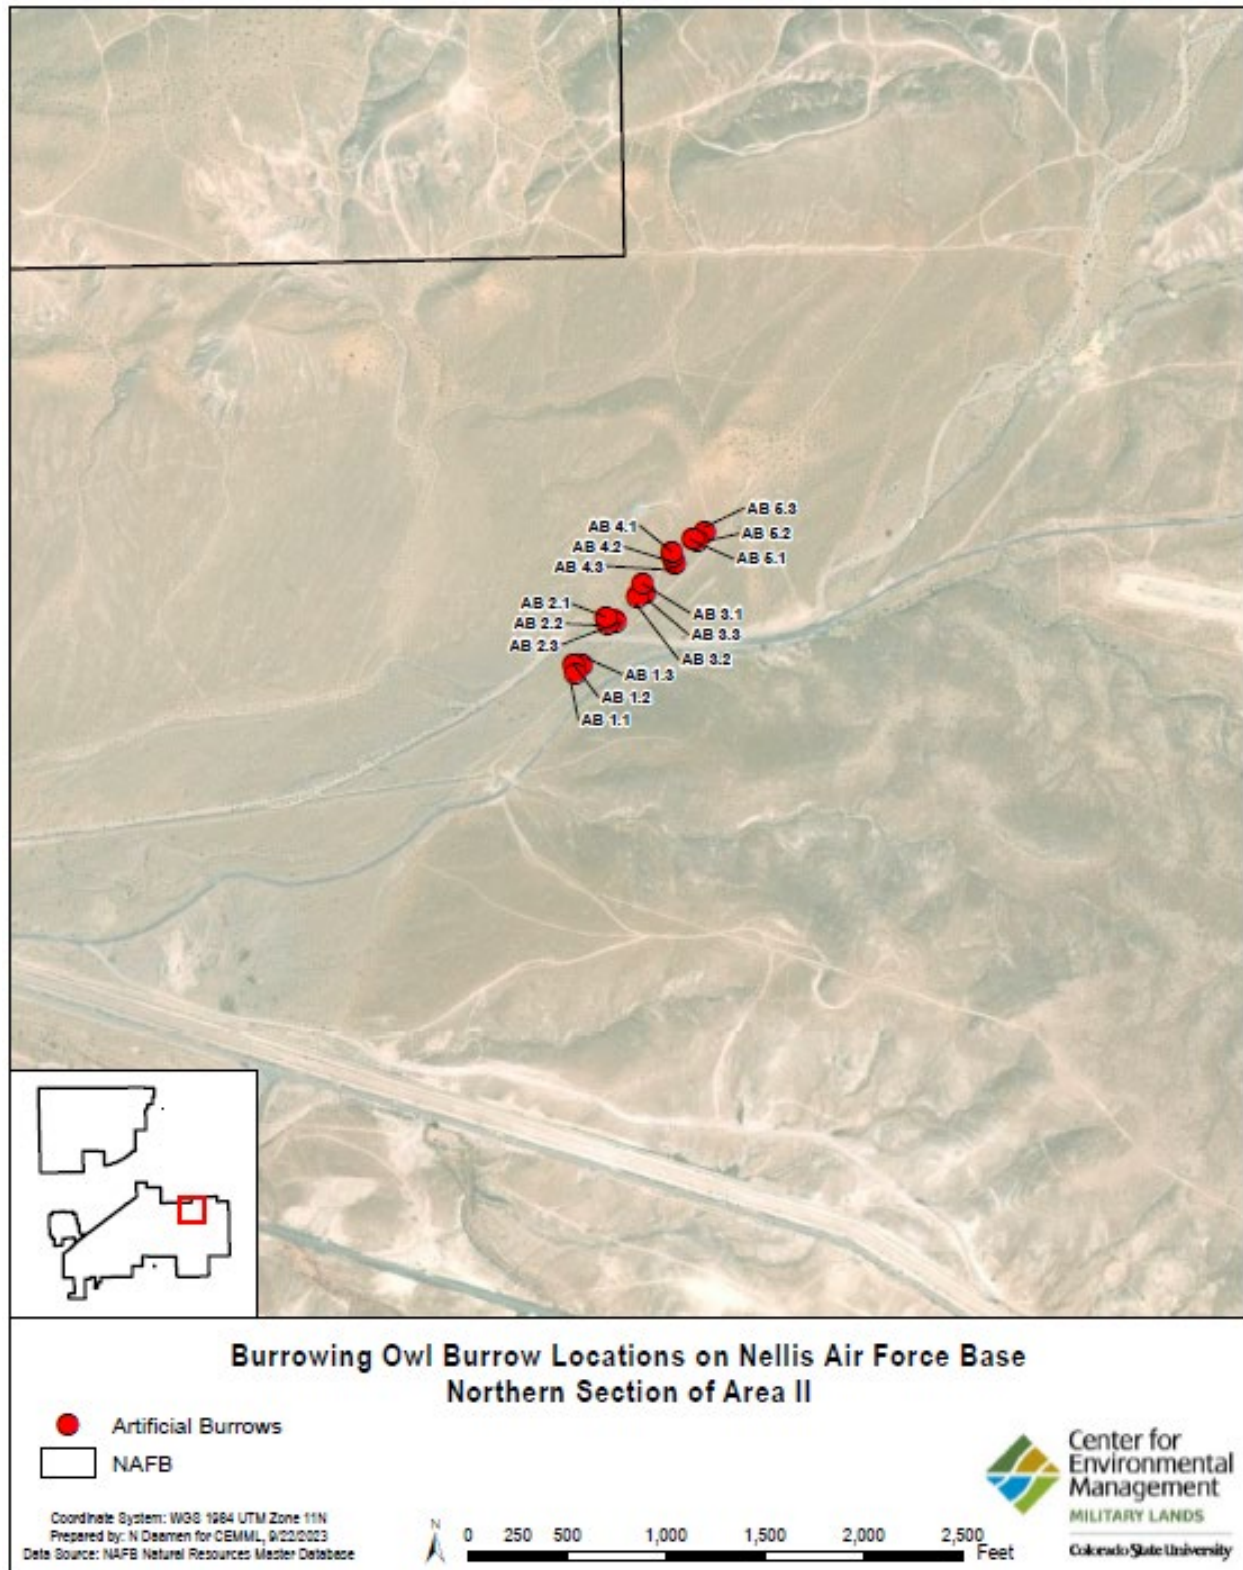 AB 5.3
AB 4.1
AB 5.2
AB 4.2
AB 5.1
AB 4.3
AB 2.1
AB 3.1
AB 2.2
AB 3.3
AB 2.3
AB 3.2
AB 1.3
AB 1.2
AB 1.1
Burrowing Owl Burrow Locations on Nellis Air Force Base
Northern Section of Area II
Artificial Burrows
NAFB
Coordinate System: WGS 1984 UTM Zone 11N
Prepared by: N Daamen for CEMML, 9/22/2023
Data Source: NAFB Natural Resources Master Database
N
0 250 500 1,000 1,500 2,000 2,500
Feet
Center for
Environmental
Management
MILITARY LANDS
Colorado State University